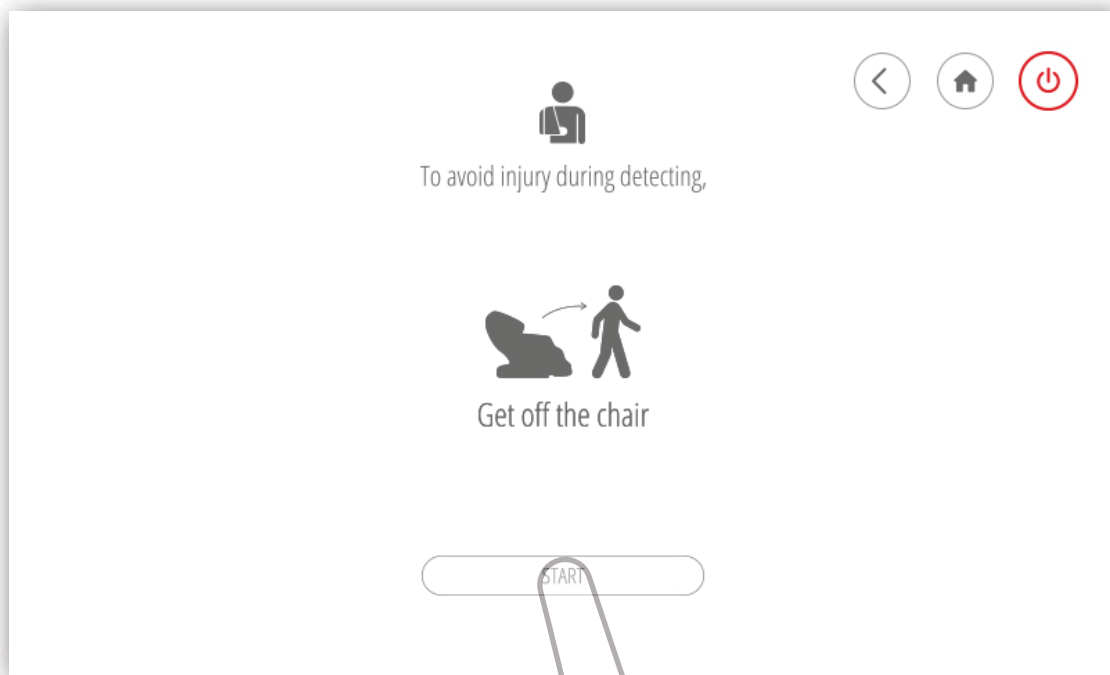 To avoid injury during detecting,
Get off the chair
START